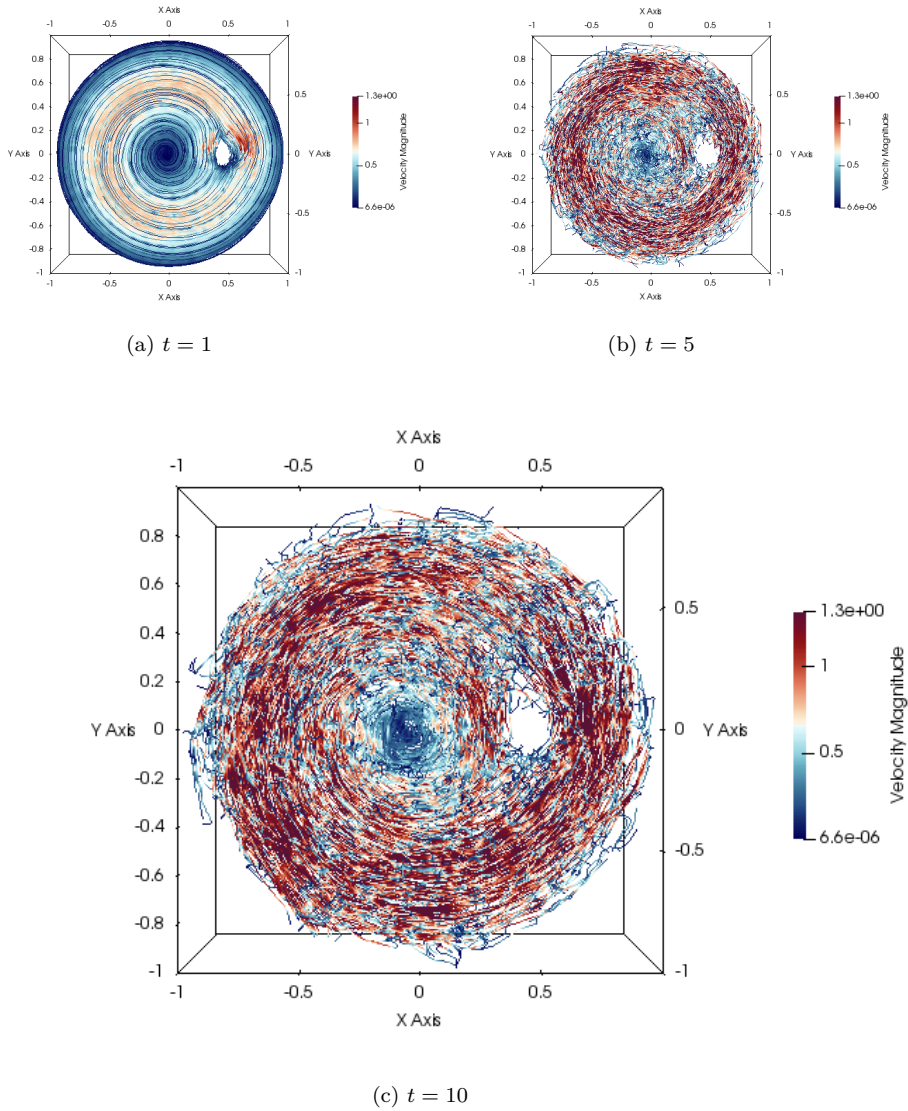 X Axis
-1 -0.5 0 0.5 1
0.8
0.6
0.4
0.2
Y Axis 0
-0.2
-0.4
-0.6
-0.8
-1
0.5
0 Y Axis
-0.5
-1
-1 -0.5 0 0.5 1
X Axis
1.3e+00
1
0.5
6.6e-06
Velocity Magnitude
(a) t = 1
X Axis
-1 -0.5 0 0.5 1
0.8
0.6
0.4
0.2
Y Axis 0
-0.2
-0.4
-0.6
-0.8
-1
0.5
0 Y Axis
-0.5
-1
-1 -0.5 0 0.5 1
X Axis
1.3e+00
1
0.5
6.6e-06
Velocity Magnitude
(b) t = 5
X Axis
-1 -0.5 0 0.5
0.8
0.6
0.4
0.2
Y Axis 0
-0.2
-0.4
-0.6
-0.8
-1
0.5
0 Y Axis
-0.5
-1
-1 -0.5 0 0.5
X Axis
1.3e+00
1
0.5
6.6e-06
Velocity Magnitude
(c) t = 10